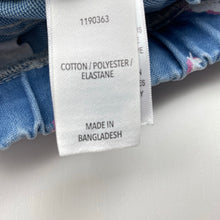 1190363
COTTON / POLYESTER /
ELASTANE
MADE IN
BANGLADESH